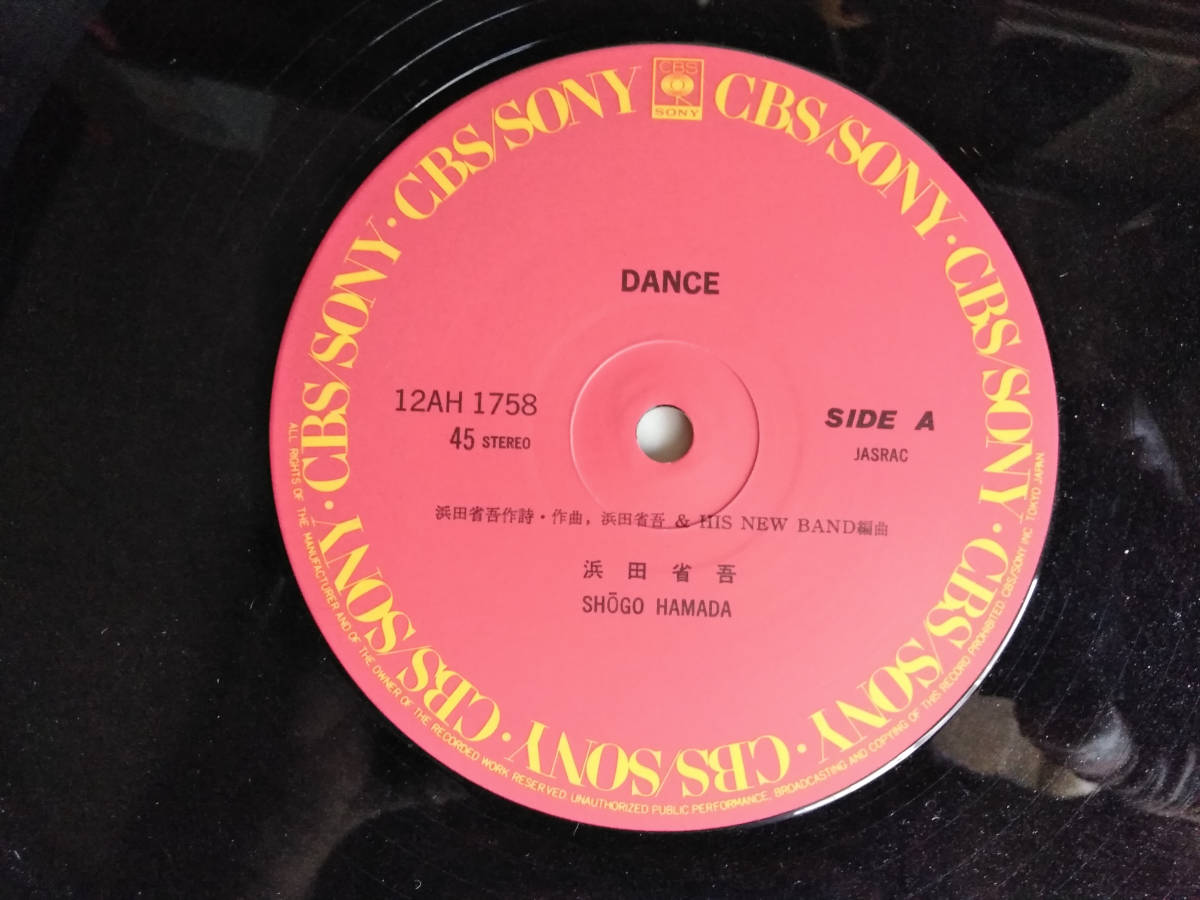 CBS
SONY
CBS/SONY · CBS/SONY · CBS/SONY · CBS/SONY · CBS/SONY · CBS/SONY · CBS/SONY · CBS/SONY
DANCE
12AH 1758
45 STEREO
SIDE A
JASRAC
浜田省吾作詩・作曲, 浜田省吾 & HIS NEW BAND編曲
浜田省吾
SHŌGO HAMADA
ALL RIGHTS OF THE MANUFACTURER AND OF THE OWNER OF THE RECORDED WORK RESERVED UNAUTHORIZED PUBLIC PERFORMANCE, BROADCASTING AND COPYING OF THIS RECORD PROHIBITED CBS/SONY INC TOKYO JAPAN